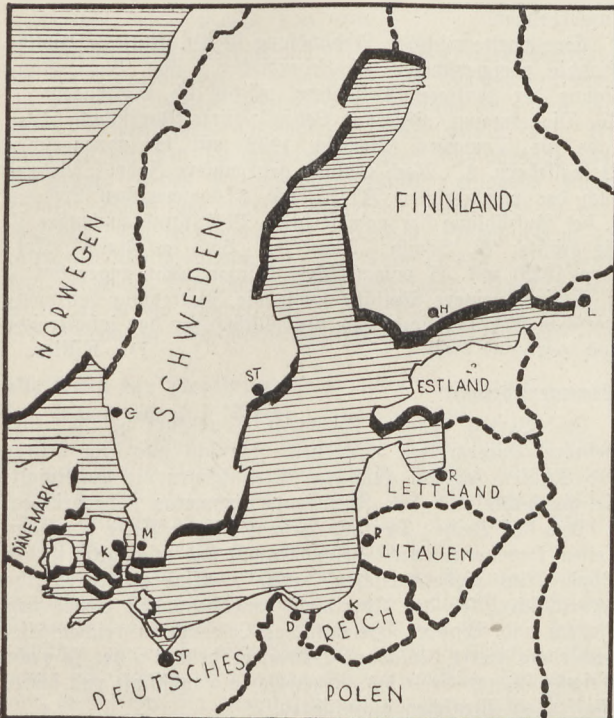 FINNLAND
NORWEGEN
SCHWEDEN
H
L
ST
ESTLAND
G
R
LETTLAND
DÄNEMARK
K
M
R
LITAUEN
D
K
REICH
ST
DEUTSCHES
POLEN